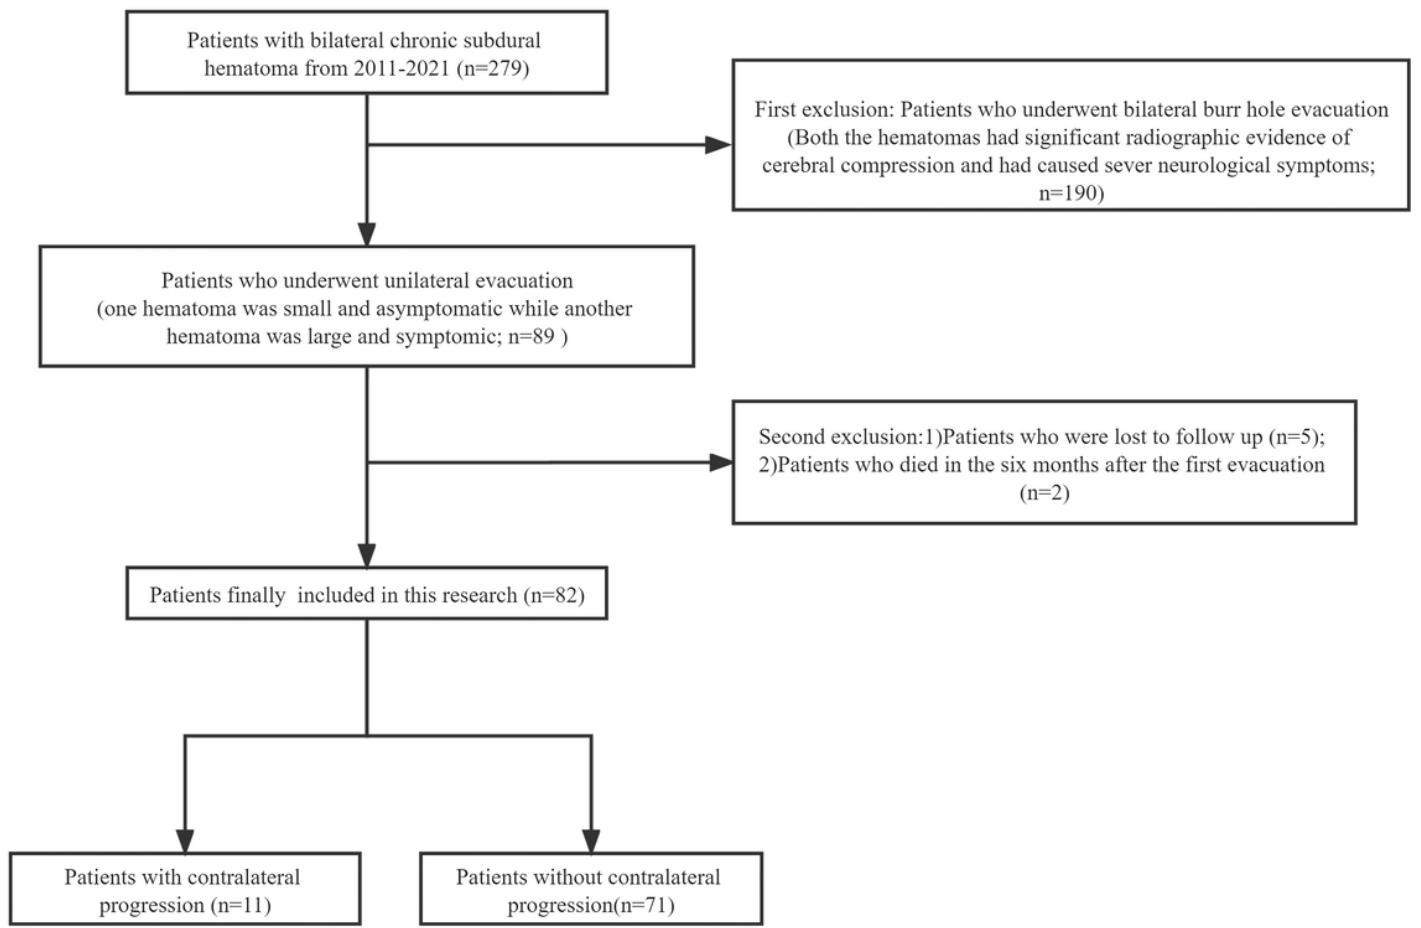 Patients with bilateral chronic subdural
hematoma from 2011-2021 (n=279)
First exclusion: Patients who underwent bilateral burr hole evacuation
(Both the hematomas had significant radiographic evidence of
cerebral compression and had caused sever neurological symptoms;
n=190)
Patients who underwent unilateral evacuation
(one hematoma was small and asymptomatic while another
hematoma was large and symptomic; n=89 )
Second exclusion:1)Patients who were lost to follow up (n=5);
2)Patients who died in the six months after the first evacuation
(n=2)
Patients finally  included in this research (n=82)
Patients with contralateral
progression (n=11)
Patients without contralateral
progression(n=71)